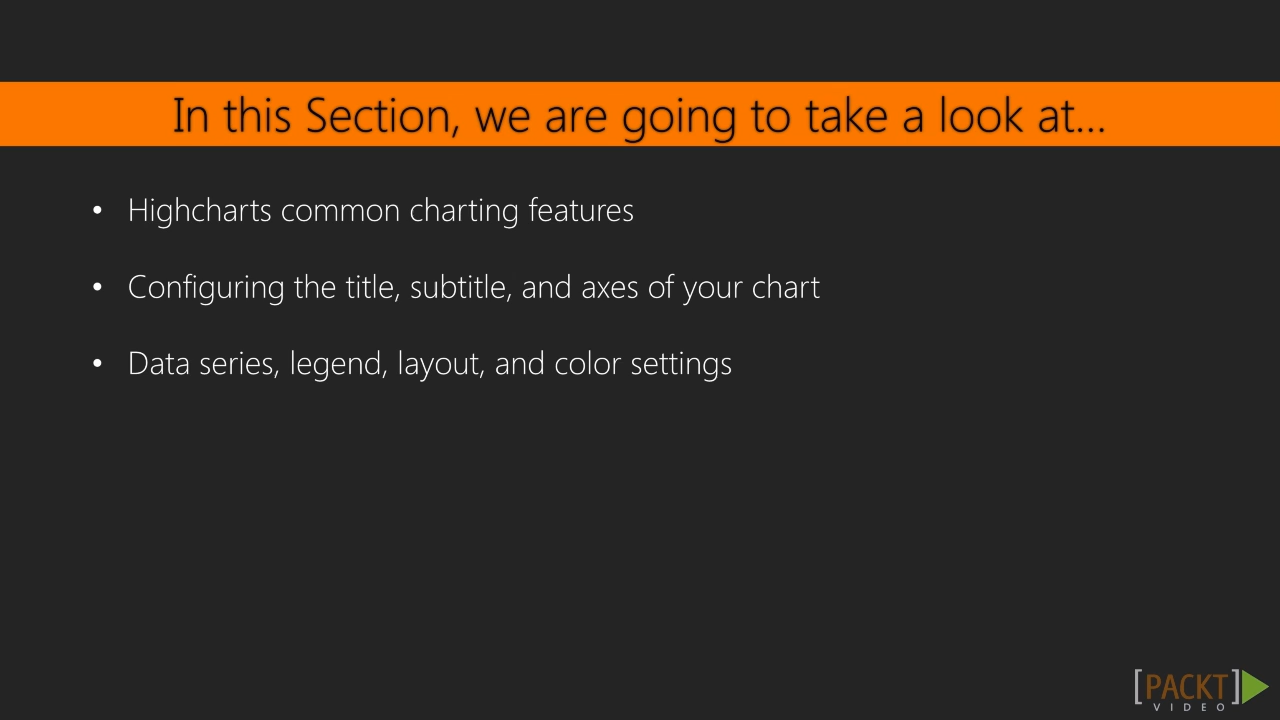 In this Section, we are going to take a look at...
• Highcharts common charting features
• Configuring the title, subtitle, and axes of your chart
• Data series, legend, layout, and color settings
[PACKT]
VIDEO